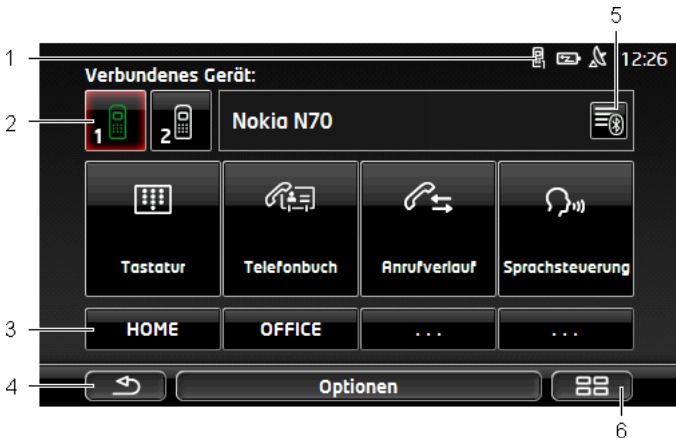 5
1
12:26
Verbundenes Gerät:
2
1
2
Nokia N70
Tastatur
Telefonbuch
Anrufverlauf
Sprachsteuerung
3
HOME
OFFICE
...
...
4
Optionen
6